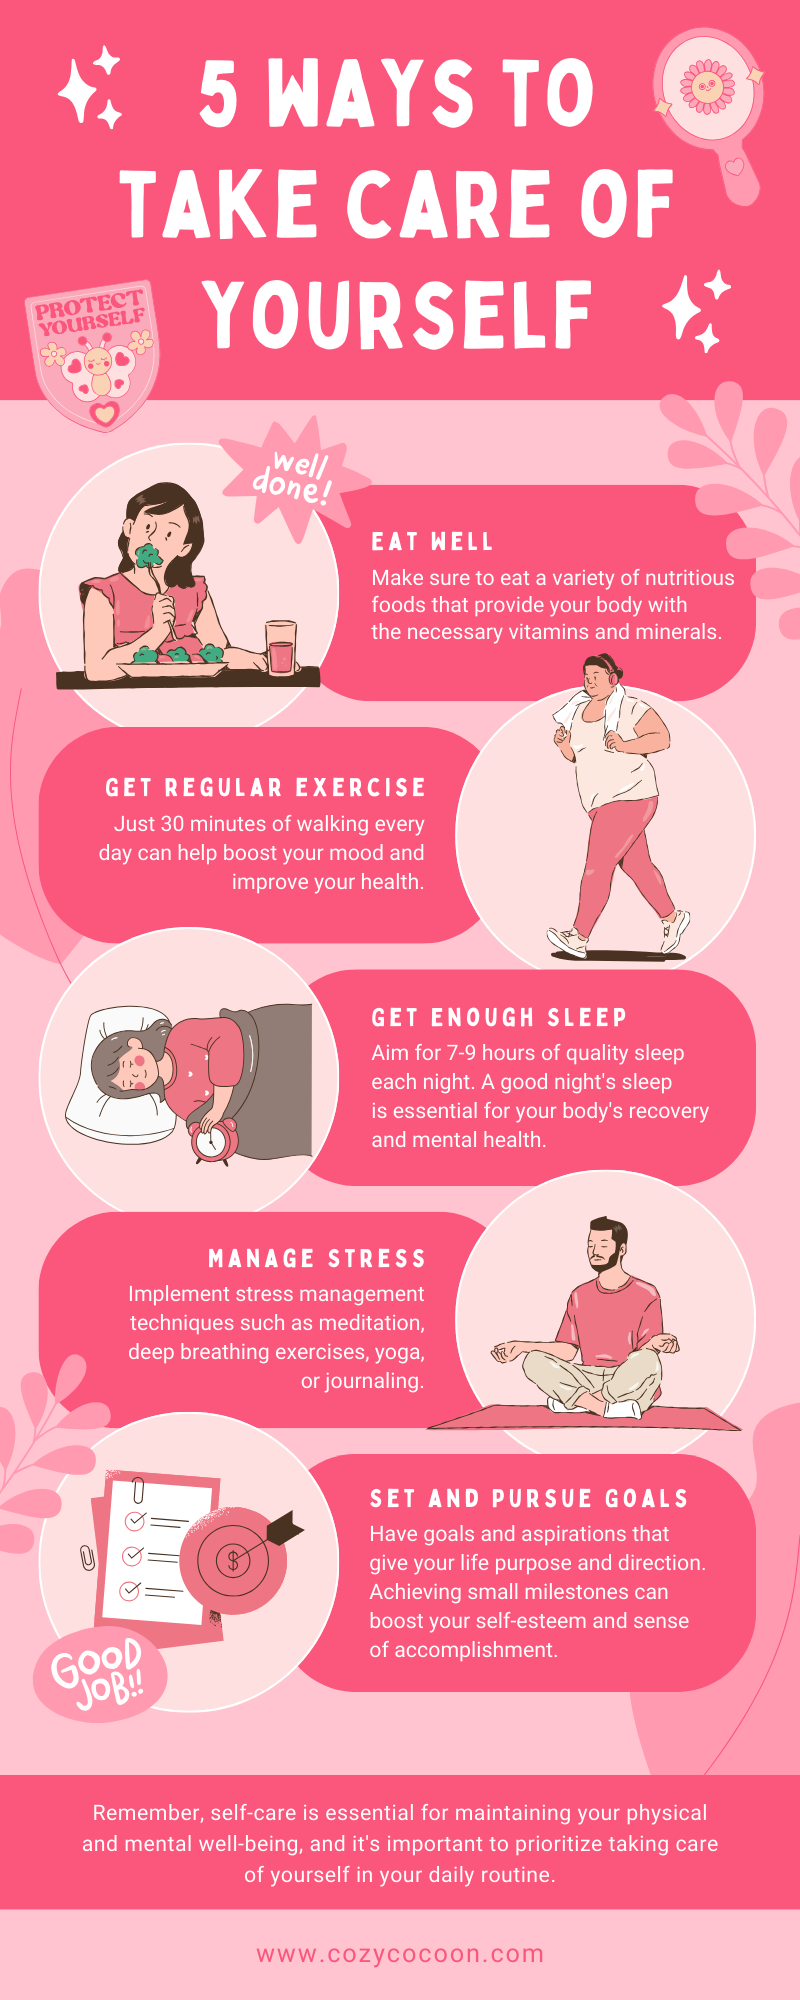 5 WAYS TO
TAKE CARE OF
YOURSELF
PROTECT
YOURSELF
well
done!
EAT WELL
Make sure to eat a variety of nutritious
foods that provide your body with
the necessary vitamins and minerals.
GET REGULAR EXERCISE
Just 30 minutes of walking every
day can help boost your mood and
improve your health.
GET ENOUGH SLEEP
Aim for 7-9 hours of quality sleep
each night. A good night's sleep
is essential for your body's recovery
and mental health.
MANAGE STRESS
Implement stress management
techniques such as meditation,
deep breathing exercises, yoga,
or journaling.
SET AND PURSUE GOALS
Have goals and aspirations that
give your life purpose and direction.
Achieving small milestones can
boost your self-esteem and sense
of accomplishment.
$
GOOD
JOB!!
Remember, self-care is essential for maintaining your physical
and mental well-being, and it's important to prioritize taking care
of yourself in your daily routine.
www.cozycocoon.com